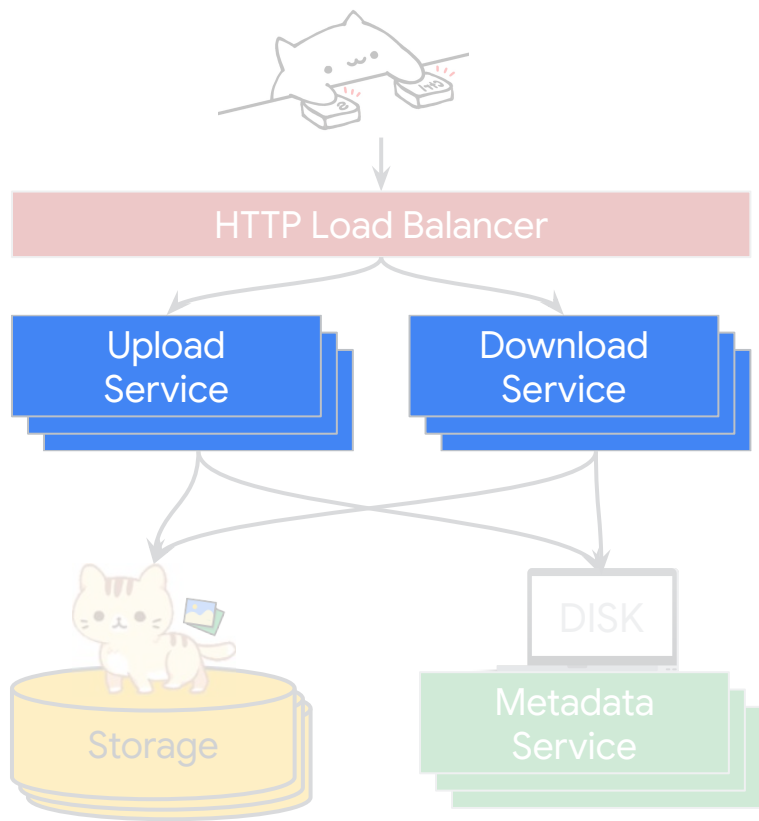 HTTP Load Balancer
Upload
Service
Download
Service
DISK
Storage
Metadata
Service